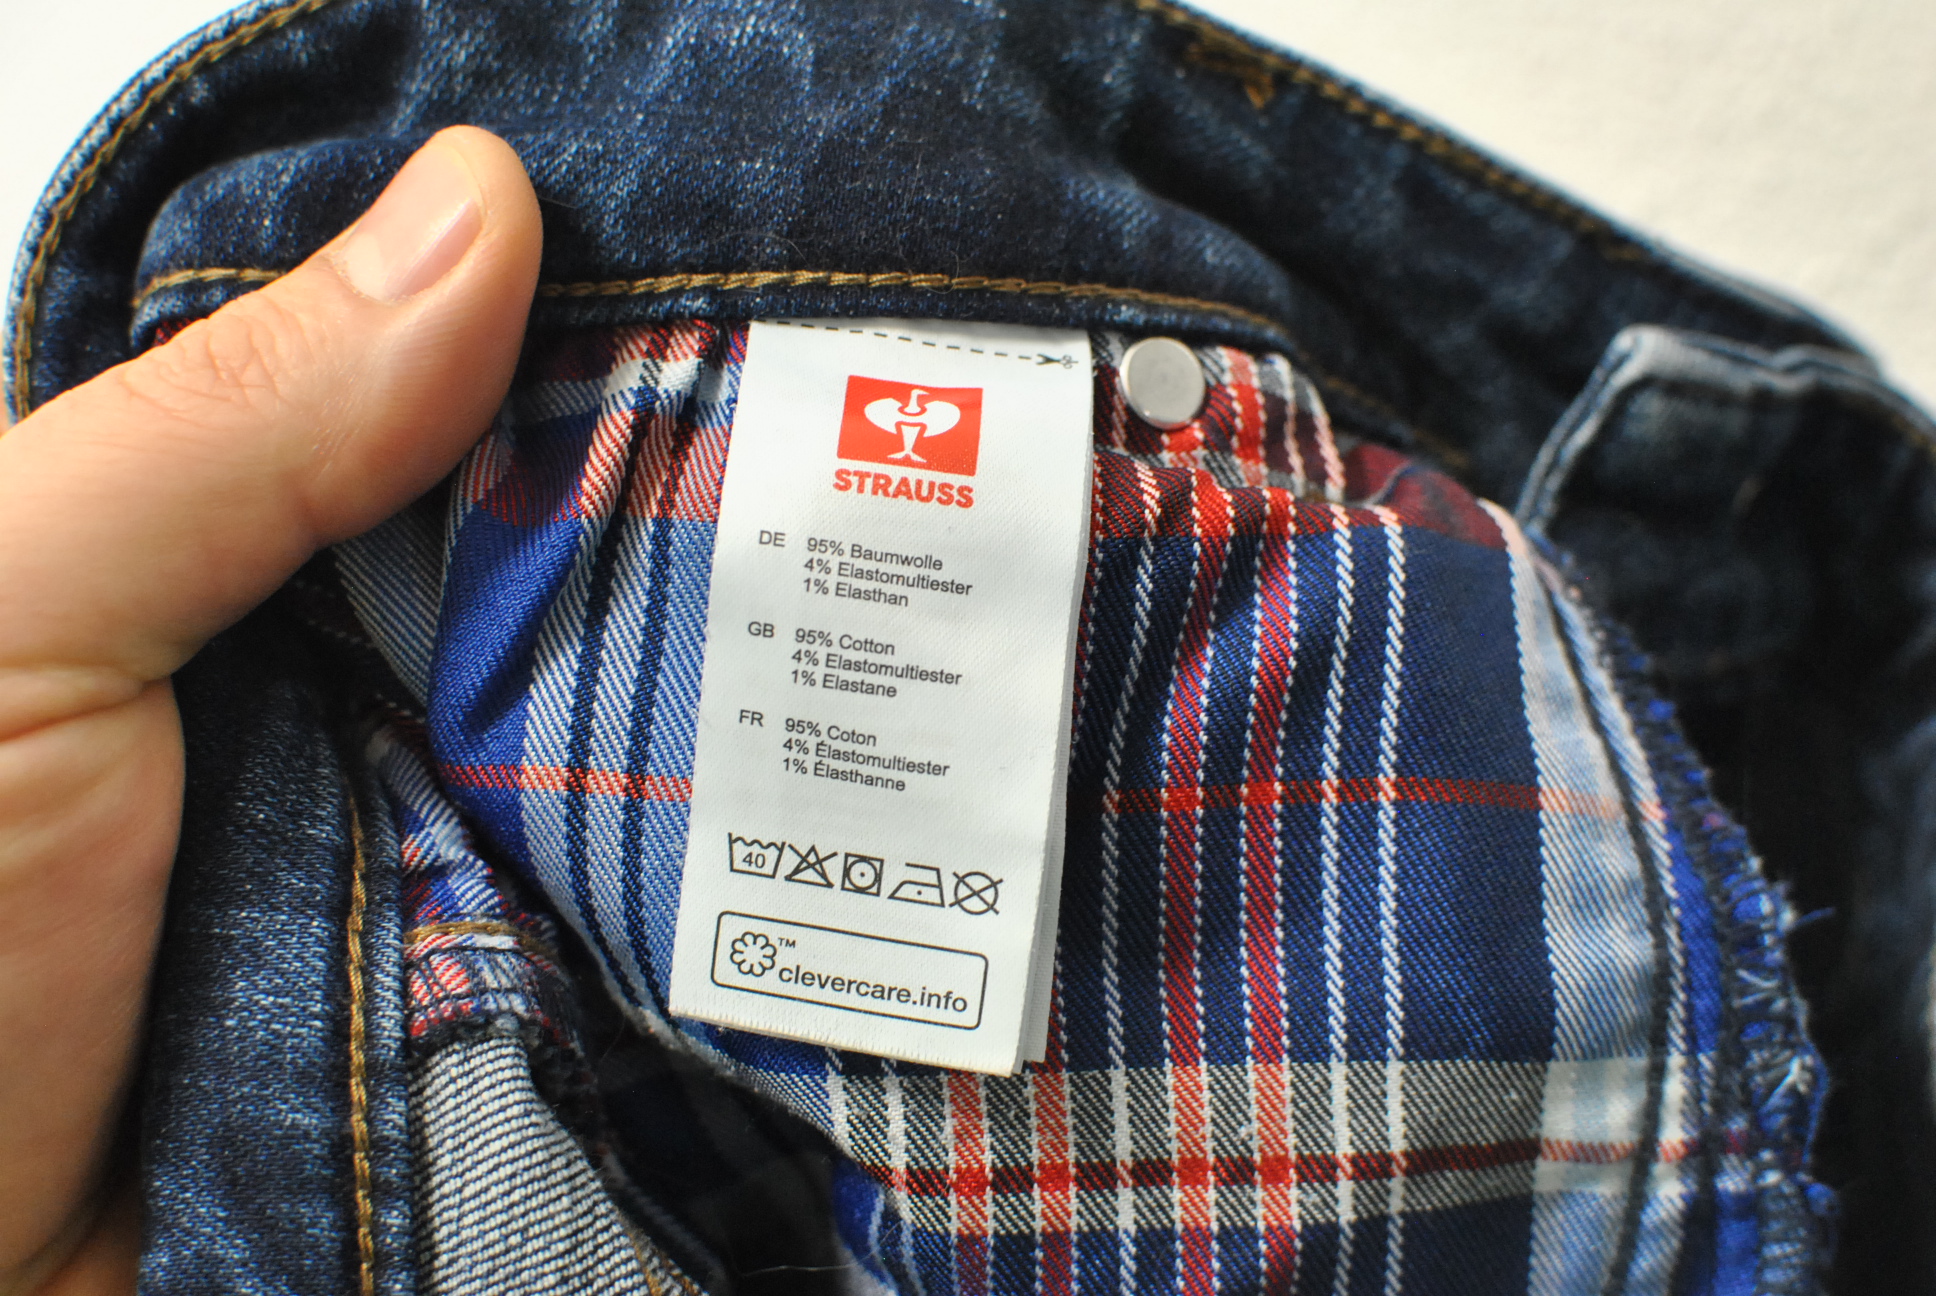 STRAUSS
DE 95% Baumwolle
4% Elastomultiester
1% Elasthan
GB 95% Cotton
4% Elastomultiester
1% Elastane
FR 95% Coton
4% Élastomultiester
1% Élasthanne
40
™
clevercare.info